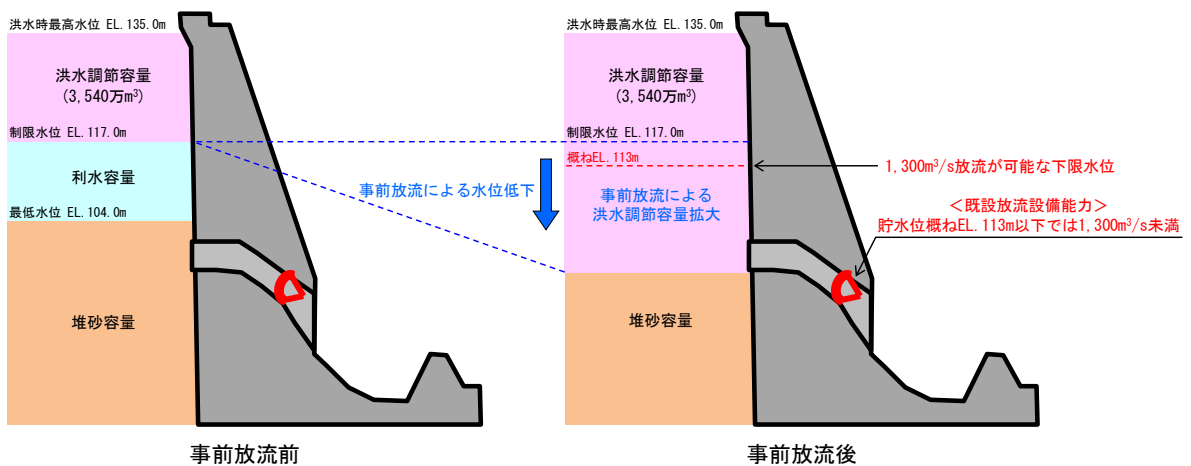 洪水時最高水位 EL.135.0m
洪水調節容量
(3,540万m³)
制限水位 EL.117.0m
利水容量
最低水位 EL.104.0m
堆砂容量
事前放流前
事前放流による水位低下
洪水時最高水位 EL.135.0m
洪水調節容量
(3,540万m³)
制限水位 EL.117.0m
概ねEL.113m
事前放流による
洪水調節容量拡大
堆砂容量
1,300m³/s放流が可能な下限水位
＜既設放流設備能力＞
貯水位概ねEL.113m以下では1,300m³/s未満
事前放流後